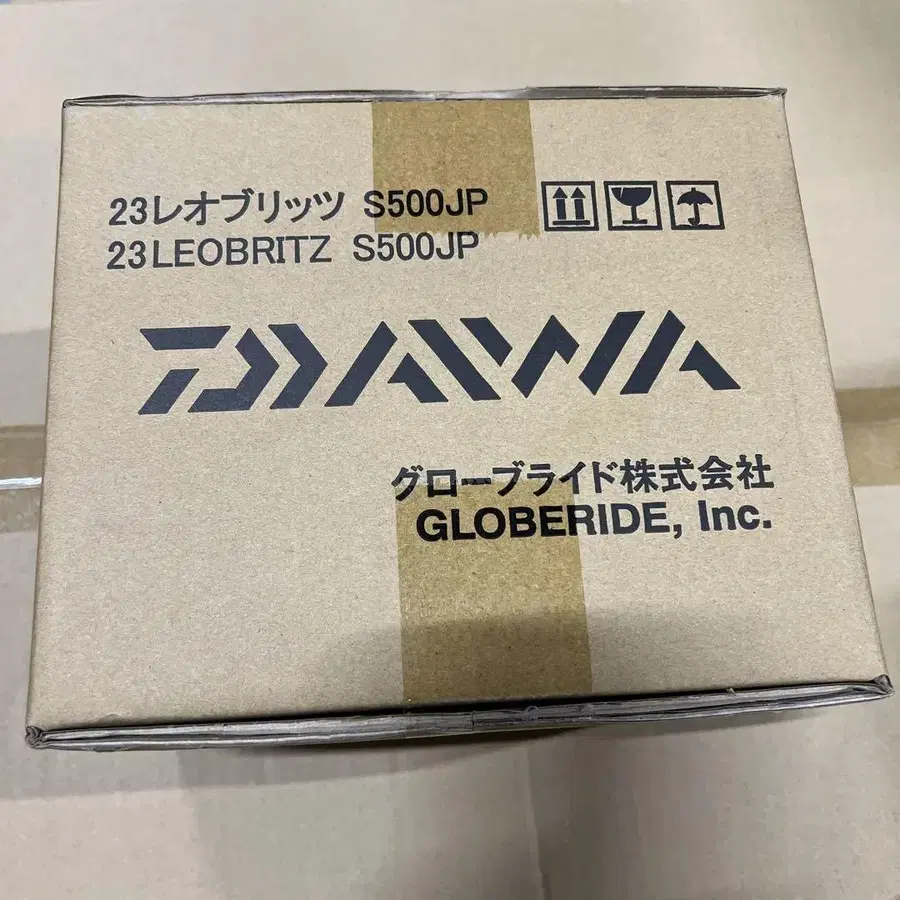 23レオブリッツ S500JP
23LEOBRITZ S500JP
DAIWA
グローブライド株式会社
GLOBERIDE, Inc.